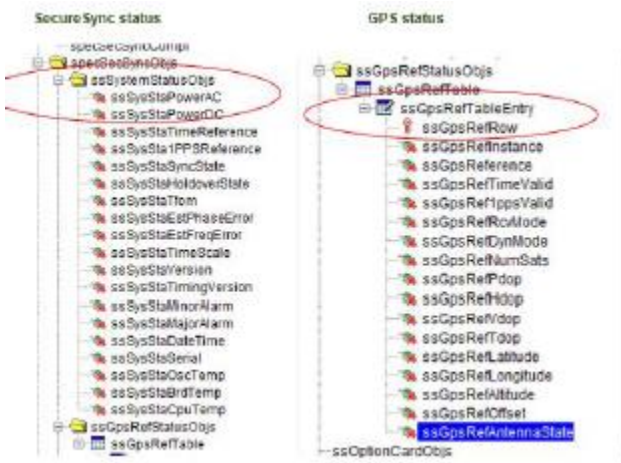 SecureSync status
specSecSyncCompl
specSecSyncObjs
ssSystemStatusObjs
ssSysStaPowerAC
ssSysStaPowerDC
ssSysStaTimeReference
ssSysSta1PPSReference
ssSysStaSyncState
ssSysStaHoldoverState
ssSysStaTfom
ssSysStaEstPhaseError
ssSysStaEstFreqError
ssSysStaTimeScale
ssSysStaVersion
ssSysStaTimingVersion
ssSysStaMinorAlarm
ssSysStaMajorAlarm
ssSysStaDateTime
ssSysStaSerial
ssSysStaOscTemp
ssSysStaBrdTemp
ssSysStaCpuTemp
ssGpsRefStatusObjs
ssGpsRefTable
GPS status
ssGpsRefStatusObjs
ssGpsRefTable
ssGpsRefTableEntry
ssGpsRefRow
ssGpsRefInstance
ssGpsReference
ssGpsRefTimeValid
ssGpsRef1ppsValid
ssGpsRefRcvMode
ssGpsRefDynMode
ssGpsRefNumSats
ssGpsRefPdop
ssGpsRefHdop
ssGpsRefVdop
ssGpsRefTdop
ssGpsRefLatitude
ssGpsRefLongitude
ssGpsRefAltitude
ssGpsRefOffset
ssGpsRefAntennaState
ssOptionCardObjs